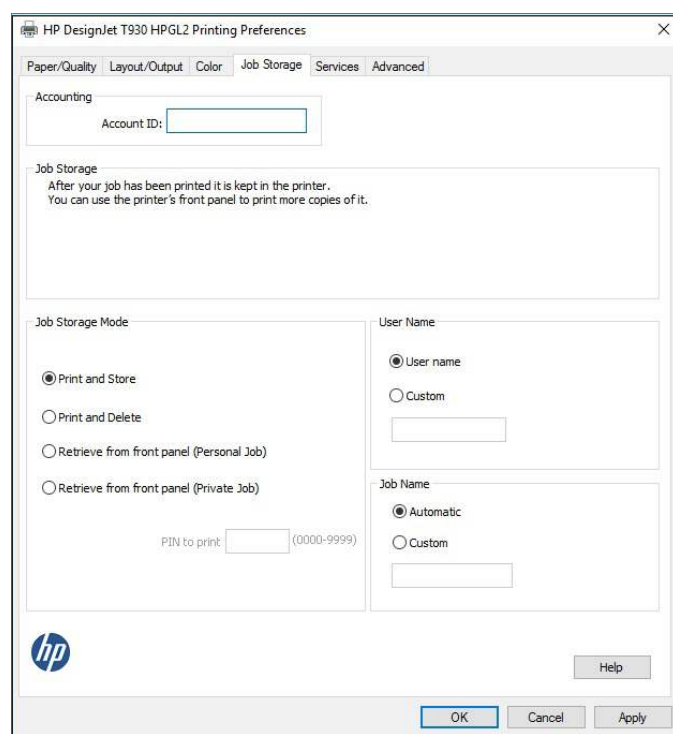 HP DesignJet T930 HPGL2 Printing Preferences
Paper/Quality Layout/Output Color Job Storage Services Advanced
Accounting
Account ID:
Job Storage
After your job has been printed it is kept in the printer.
You can use the printer's front panel to print more copies of it.
Job Storage Mode
Print and Store
Print and Delete
Retrieve from front panel (Personal Job)
Retrieve from front panel (Private Job)
PIN to print (0000-9999)
User Name
User name
Custom
Job Name
Automatic
Custom
hp
Help
OK Cancel Apply